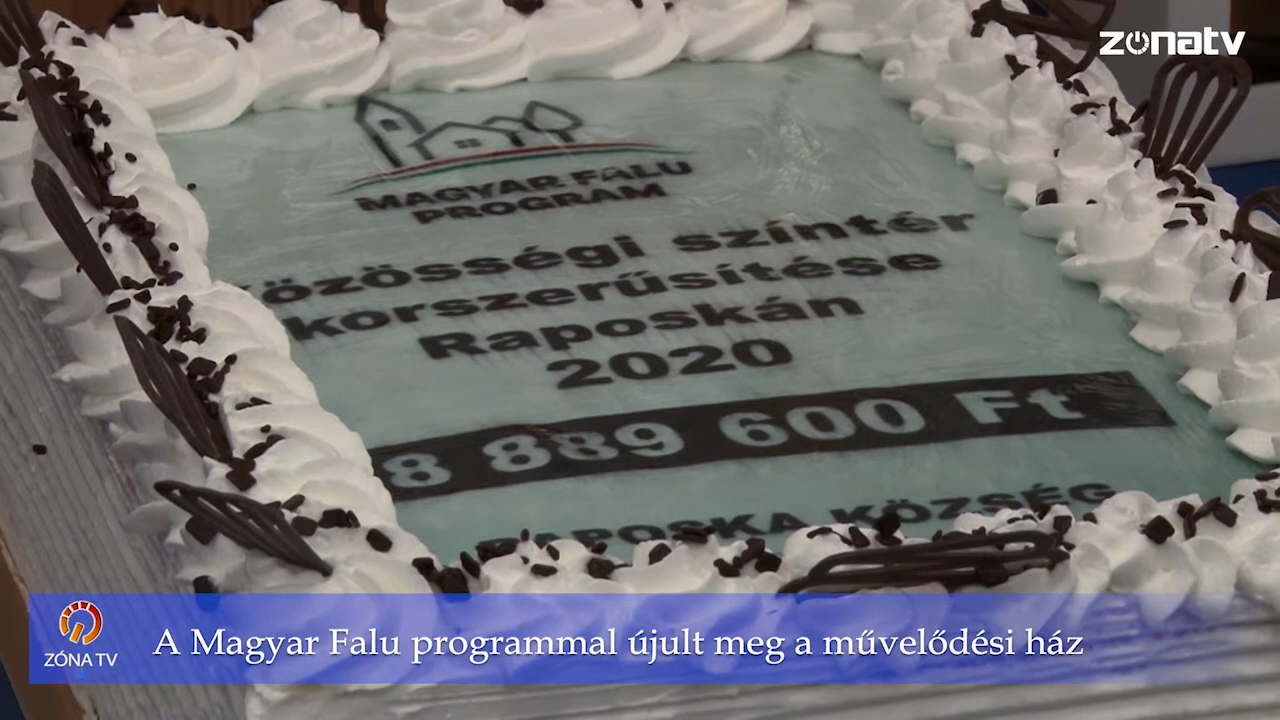 zonatv
MAGYAR FALU
PROGRAM
Közösségi színtér
korszerűsítése
Raposkán
2020
8 889 600 Ft
RAPOSKA KÖZSÉG
ZÓNA TV
A Magyar Falu programmal újult meg a művelődési ház